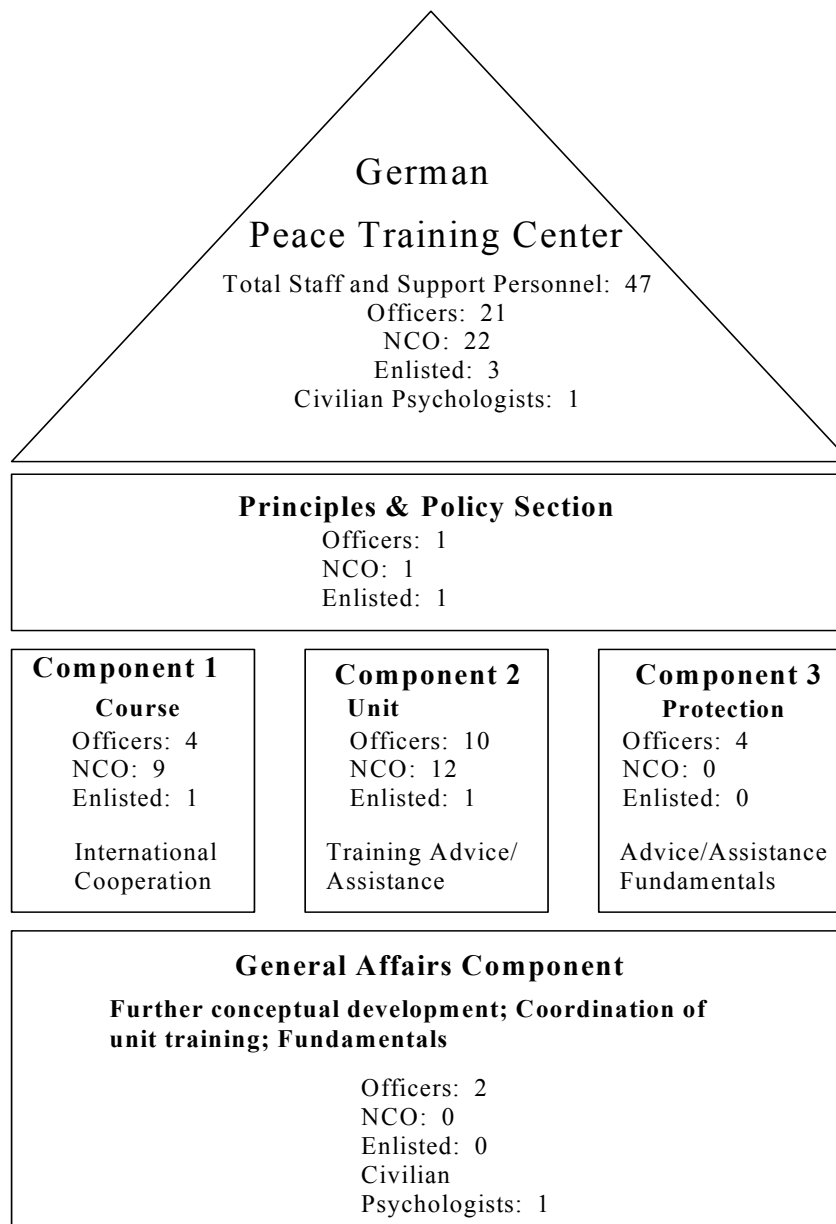 German
Peace Training Center
Total Staff and Support Personnel: 47
Officers: 21
NCO: 22
Enlisted: 3
Civilian Psychologists: 1
Principles & Policy Section
Officers: 1
NCO: 1
Enlisted: 1
Component 1
Course
Officers: 4
NCO: 9
Enlisted: 1
International
Cooperation
Component 2
Unit
Officers: 10
NCO: 12
Enlisted: 1
Training Advice/
Assistance
Component 3
Protection
Officers: 4
NCO: 0
Enlisted: 0
Advice/Assistance
Fundamentals
General Affairs Component
Further conceptual development; Coordination of
unit training; Fundamentals
Officers: 2
NCO: 0
Enlisted: 0
Civilian
Psychologists: 1